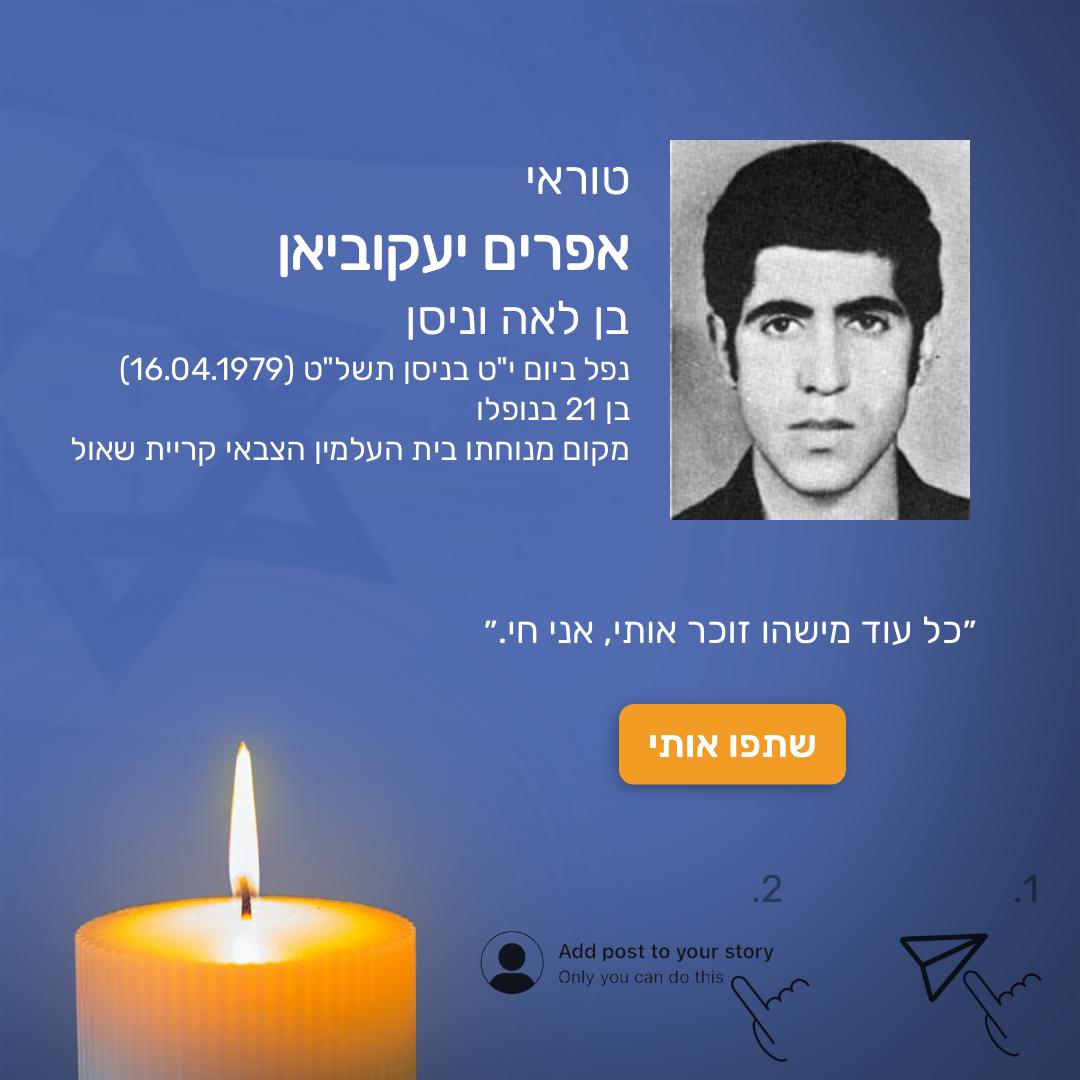 טוראי
אפרים יעקוביאן
בן לאה וניסן
נפל ביום י"ט בניסן תשל"ט (16.04.1979)
בן 21 בנופלו
מקום מנוחתו בית העלמין הצבאי קריית שאול
״כל עוד מישהו זוכר אותי, אני חי.״
שתפו אותי
1.
2.
Add post to your story
Only you can do this